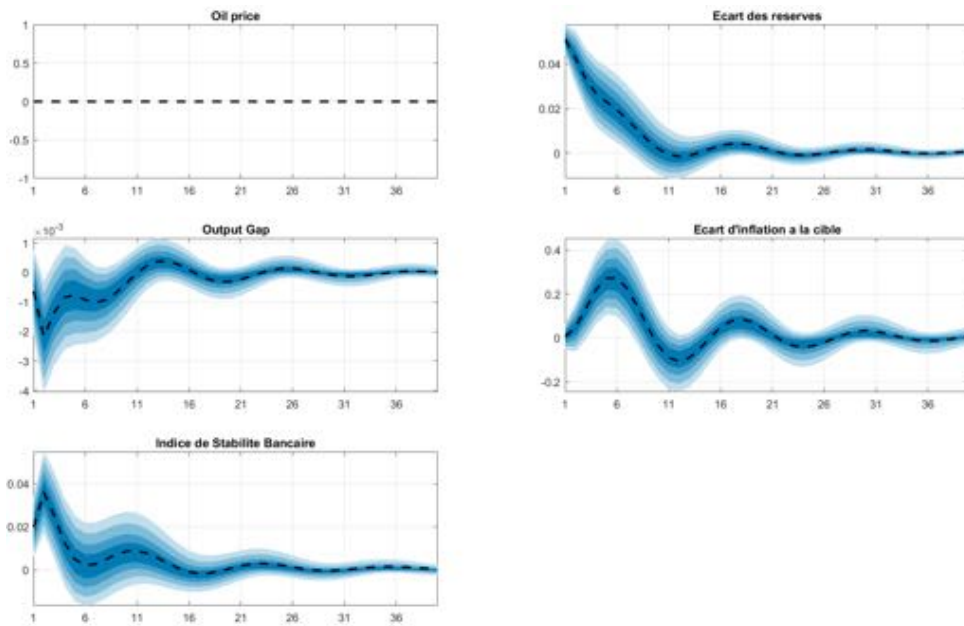 Oil price
1
0.5
0
-0.5
-1
1 6 11 16 21 26 31 36
Ecart des reserves
0.04
0.02
0
1 6 11 16 21 26 31 36
Output Gap
×10⁻³
1
0
-1
-2
-3
-4
1 6 11 16 21 26 31 36
Ecart d'inflation a la cible
0.4
0.2
0
-0.2
1 6 11 16 21 26 31 36
Indice de Stabilite Bancaire
0.04
0.02
0
1 6 11 16 21 26 31 36